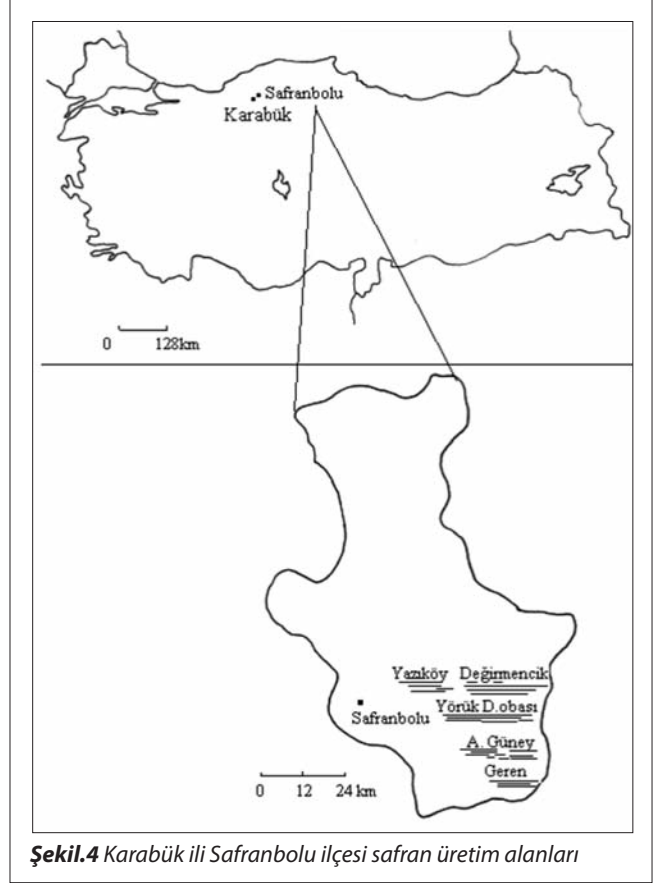 Safranbolu
Karabük
0 128km
Yazıköy Değirmencik
Yörük D.obası
Safranbolu
A. Güney
Geren
0 12 24 km
Şekil.4 Karabük ili Safranbolu ilçesi safran üretim alanları